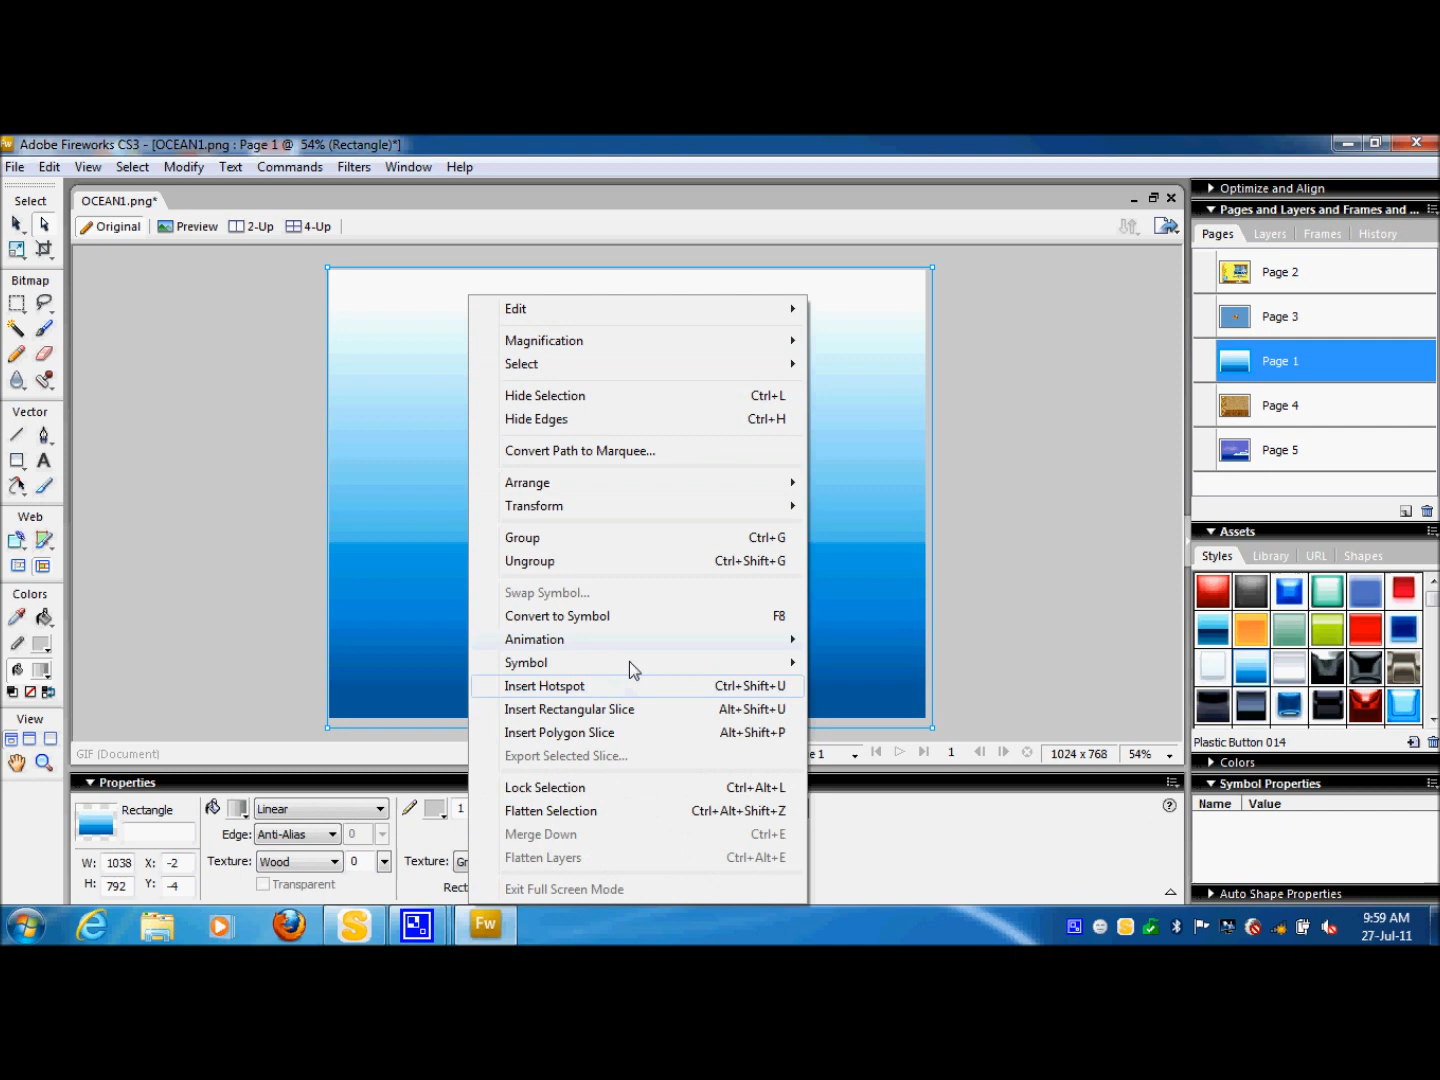 Adobe Fireworks CS3 - [OCEAN1.png : Page 1 @ 54% (Rectangle)*]
File Edit View Select Modify Text Commands Filters Window Help
Select
OCEAN1.png*
Original Preview 2-Up 4-Up
Bitmap
Vector
Web
Colors
View
Edit
Magnification
Select
Hide Selection Ctrl+L
Hide Edges Ctrl+H
Convert Path to Marquee...
Arrange
Transform
Group Ctrl+G
Ungroup Ctrl+Shift+G
Swap Symbol...
Convert to Symbol F8
Animation
Symbol
Insert Hotspot Ctrl+Shift+U
Insert Rectangular Slice Alt+Shift+U
Insert Polygon Slice Alt+Shift+P
Export Selected Slice...
Lock Selection Ctrl+Alt+L
Flatten Selection Ctrl+Alt+Shift+Z
Merge Down Ctrl+E
Flatten Layers Ctrl+Alt+E
Exit Full Screen Mode
GIF (Document)
e 1 1 1024 x 768 54%
Properties
Rectangle Linear 1
Edge: Anti-Alias 0
W: 1038 X: -2 Texture: Wood 0 Texture: Gr
H: 792 Y: -4 Transparent Rect
Optimize and Align
Pages and Layers and Frames and ...
Pages Layers Frames History
Page 2
Page 3
Page 1
Page 4
Page 5
Assets
Styles Library URL Shapes
Plastic Button 014
Colors
Symbol Properties
Name Value
Auto Shape Properties
S Fw S
9:59 AM
27-Jul-11